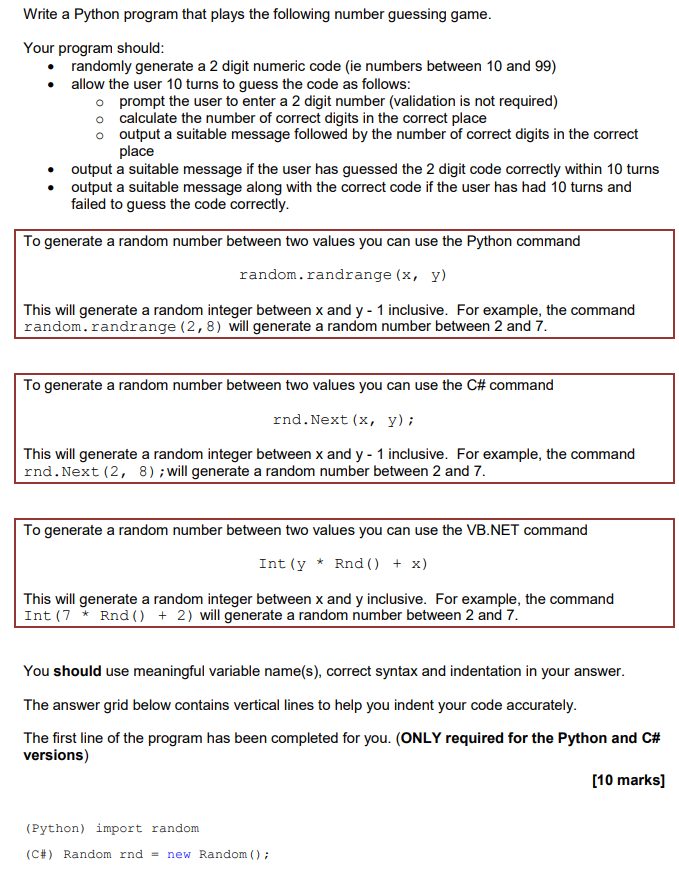 Write a Python program that plays the following number guessing game.
Your program should:
• randomly generate a 2 digit numeric code (ie numbers between 10 and 99)
• allow the user 10 turns to guess the code as follows:
o prompt the user to enter a 2 digit number (validation is not required)
o calculate the number of correct digits in the correct place
o output a suitable message followed by the number of correct digits in the correct
place
• output a suitable message if the user has guessed the 2 digit code correctly within 10 turns
• output a suitable message along with the correct code if the user has had 10 turns and
failed to guess the code correctly.
To generate a random number between two values you can use the Python command
random.randrange(x, y)
This will generate a random integer between x and y - 1 inclusive. For example, the command
random.randrange(2,8) will generate a random number between 2 and 7.
To generate a random number between two values you can use the C# command
rnd.Next(x, y);
This will generate a random integer between x and y - 1 inclusive. For example, the command
rnd.Next(2, 8);will generate a random number between 2 and 7.
To generate a random number between two values you can use the VB.NET command
Int(y * Rnd() + x)
This will generate a random integer between x and y inclusive. For example, the command
Int(7 * Rnd() + 2) will generate a random number between 2 and 7.
You should use meaningful variable name(s), correct syntax and indentation in your answer.
The answer grid below contains vertical lines to help you indent your code accurately.
The first line of the program has been completed for you. (ONLY required for the Python and C#
versions)
[10 marks]
(Python) import random
(C#) Random rnd = new Random();